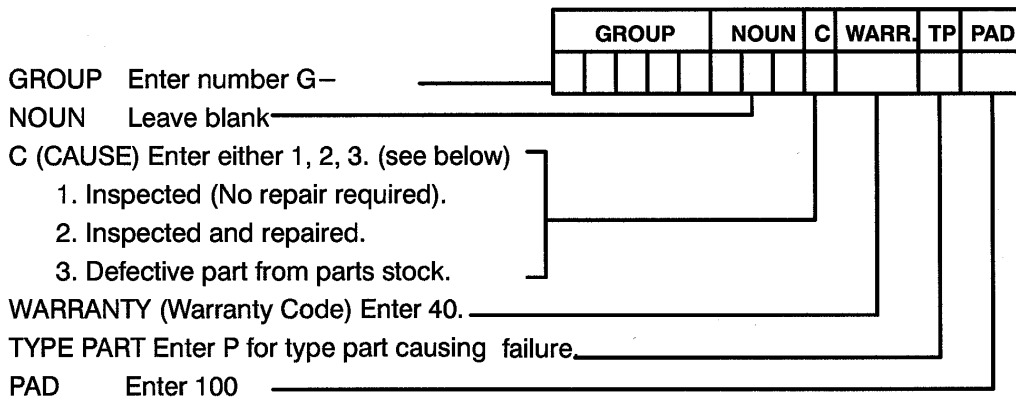 GROUP NOUN C WARR. TP PAD
GROUP Enter number G–
NOUN Leave blank
C (CAUSE) Enter either 1, 2, 3. (see below)
1. Inspected (No repair required).
2. Inspected and repaired.
3. Defective part from parts stock.
WARRANTY (Warranty Code) Enter 40.
TYPE PART Enter P for type part causing failure.
PAD Enter 100